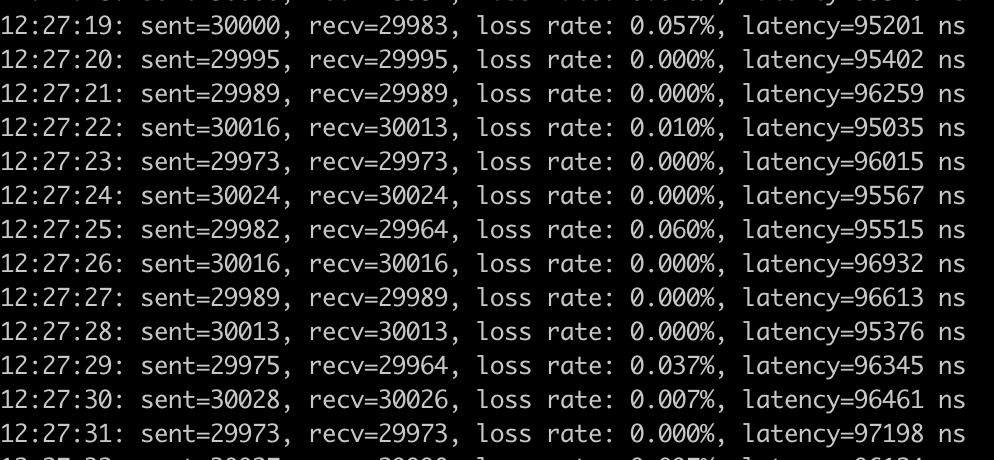 12:27:19: sent=30000, recv=29983, loss rate: 0.057%, latency=95201 ns
12:27:20: sent=29995, recv=29995, loss rate: 0.000%, latency=95402 ns
12:27:21: sent=29989, recv=29989, loss rate: 0.000%, latency=96259 ns
12:27:22: sent=30016, recv=30013, loss rate: 0.010%, latency=95035 ns
12:27:23: sent=29973, recv=29973, loss rate: 0.000%, latency=96015 ns
12:27:24: sent=30024, recv=30024, loss rate: 0.000%, latency=95567 ns
12:27:25: sent=29982, recv=29964, loss rate: 0.060%, latency=95515 ns
12:27:26: sent=30016, recv=30016, loss rate: 0.000%, latency=96932 ns
12:27:27: sent=29989, recv=29989, loss rate: 0.000%, latency=96613 ns
12:27:28: sent=30013, recv=30013, loss rate: 0.000%, latency=95376 ns
12:27:29: sent=29975, recv=29964, loss rate: 0.037%, latency=96345 ns
12:27:30: sent=30028, recv=30026, loss rate: 0.007%, latency=96461 ns
12:27:31: sent=29973, recv=29973, loss rate: 0.000%, latency=97198 ns